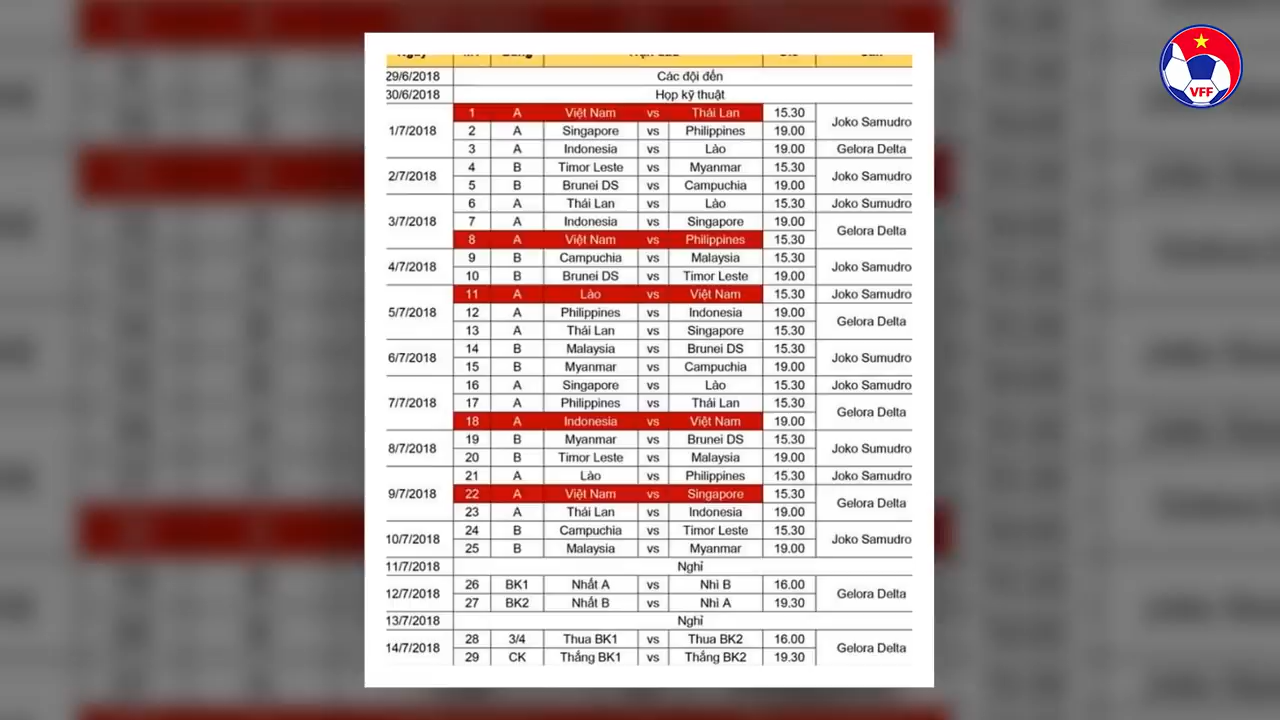 VFF
29/6/2018 Các đội đến
30/6/2018 Họp kỹ thuật
1/7/2018 1 A Việt Nam vs Thái Lan 15.30 Joko Samudro
2 A Singapore vs Philippines 19.00
3 A Indonesia vs Lào 19.00 Gelora Delta
2/7/2018 4 B Timor Leste vs Myanmar 15.30 Joko Samudro
5 B Brunei DS vs Campuchia 19.00
3/7/2018 6 A Thái Lan vs Lào 15.30 Joko Sumudro
7 A Indonesia vs Singapore 19.00 Gelora Delta
8 A Việt Nam vs Philippines 15.30
4/7/2018 9 B Campuchia vs Malaysia 15.30 Joko Samudro
10 B Brunei DS vs Timor Leste 19.00
5/7/2018 11 A Lào vs Việt Nam 15.30 Joko Samudro
12 A Philippines vs Indonesia 19.00 Gelora Delta
13 A Thái Lan vs Singapore 15.30
6/7/2018 14 B Malaysia vs Brunei DS 15.30 Joko Sumudro
15 B Myanmar vs Campuchia 19.00
7/7/2018 16 A Singapore vs Lào 15.30 Joko Samudro
17 A Philippines vs Thái Lan 15.30 Gelora Delta
18 A Indonesia vs Việt Nam 19.00
8/7/2018 19 B Myanmar vs Brunei DS 15.30 Joko Sumudro
20 B Timor Leste vs Malaysia 19.00
9/7/2018 21 A Lào vs Philippines 15.30 Joko Samudro
22 A Việt Nam vs Singapore 15.30 Gelora Delta
23 A Thái Lan vs Indonesia 19.00
10/7/2018 24 B Campuchia vs Timor Leste 15.30 Joko Samudro
25 B Malaysia vs Myanmar 19.00
11/7/2018 Nghỉ
12/7/2018 26 BK1 Nhất A vs Nhì B 16.00 Gelora Delta
27 BK2 Nhất B vs Nhì A 19.30
13/7/2018 Nghỉ
14/7/2018 28 3/4 Thua BK1 vs Thua BK2 16.00 Gelora Delta
29 CK Thắng BK1 vs Thắng BK2 19.30